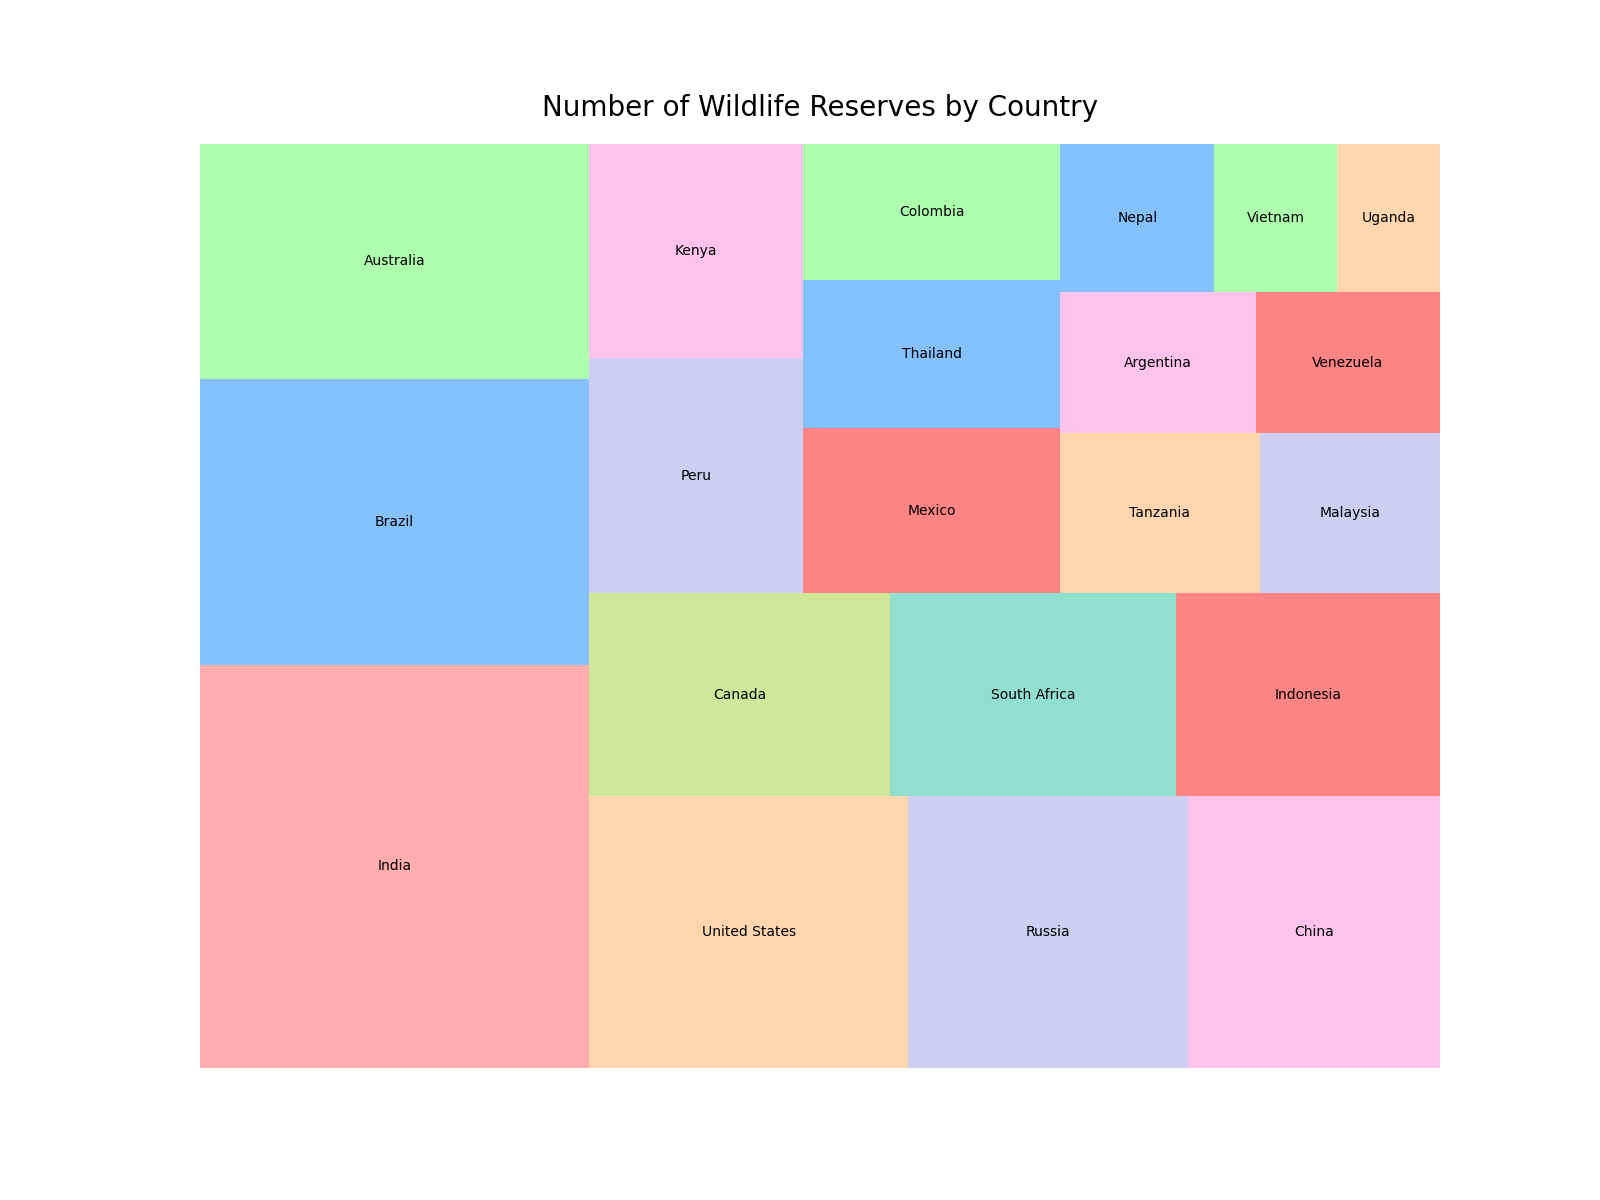 Number of Wildlife Reserves by Country
Australia
Kenya
Colombia
Nepal
Vietnam
Uganda
Thailand
Argentina
Venezuela
Brazil
Peru
Mexico
Tanzania
Malaysia
Canada
South Africa
Indonesia
India
United States
Russia
China